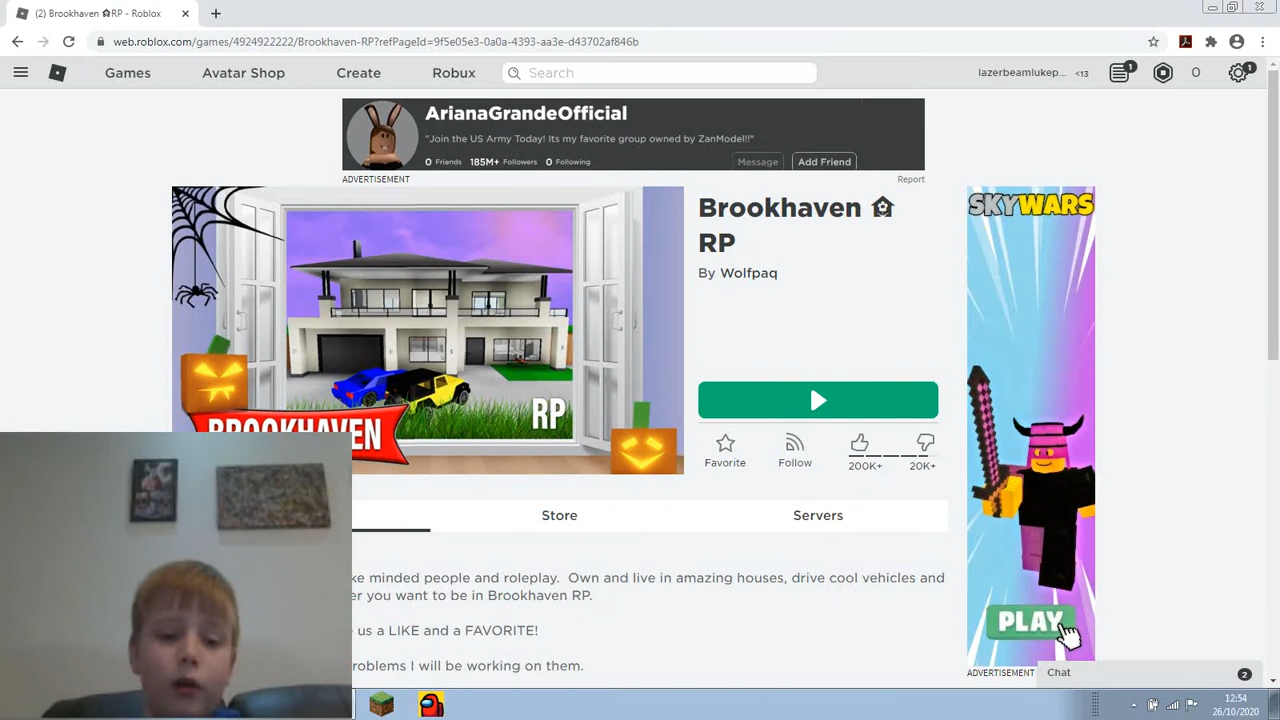 (2) Brookhaven RP - Roblox
web.roblox.com/games/4924922222/Brookhaven-RP?refPageId=9f5e05e3-0a0a-4393-aa3e-d43702af846b
Games
Avatar Shop
Create
Robux
Search
lazerbeamlukep... <13
1
0
1
ArianaGrandeOfficial
"Join the US Army Today! Its my favorite group owned by ZanModel!!"
0 Friends 185M+ Followers 0 Following
Message
Add Friend
ADVERTISEMENT
Report
BROOKHAVEN
RP
Brookhaven
RP
By Wolfpaq
Favorite
Follow
200K+
20K+
SKYWARS
PLAY
ADVERTISEMENT
Store
Servers
ke minded people and roleplay. Own and live in amazing houses, drive cool vehicles and
er you want to be in Brookhaven RP.
us a LIKE and a FAVORITE!
roblems I will be working on them.
Chat
2
12:54
26/10/2020